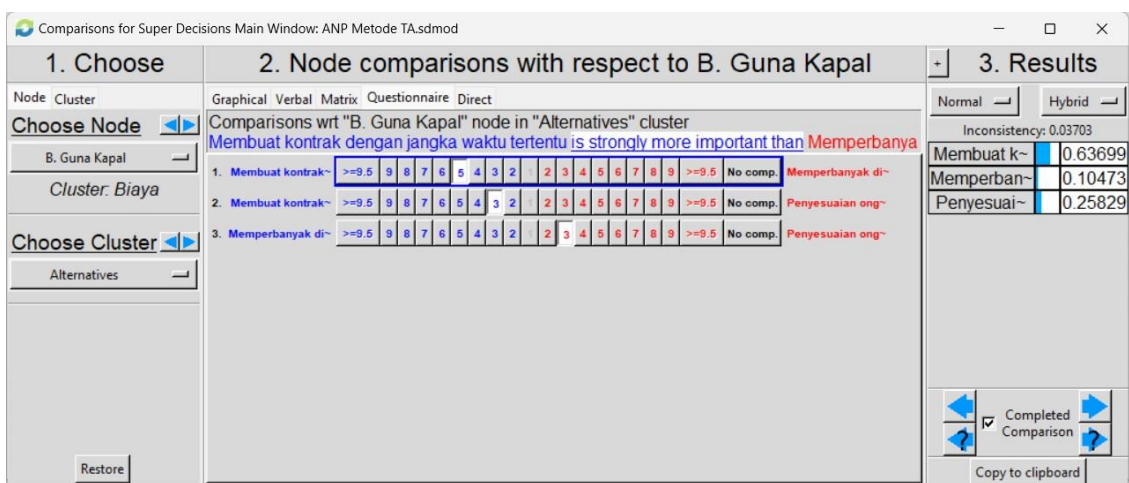 Comparisons for Super Decisions Main Window: ANP Metode TA.sdmod
1. Choose
Node Cluster
Choose Node
B. Guna Kapal
Cluster: Biaya
Choose Cluster
Alternatives
Restore
2. Node comparisons with respect to B. Guna Kapal
Graphical Verbal Matrix Questionnaire Direct
Comparisons wrt "B. Guna Kapal" node in "Alternatives" cluster
Membuat kontrak dengan jangka waktu tertentu is strongly more important than Memperbanya
1. Membuat kontrak~ >=9.5 9 8 7 6 5 4 3 2 1 2 3 4 5 6 7 8 9 >=9.5 No comp. Memperbanyak di~
2. Membuat kontrak~ >=9.5 9 8 7 6 5 4 3 2 1 2 3 4 5 6 7 8 9 >=9.5 No comp. Penyesuaian ong~
3. Memperbanyak di~ >=9.5 9 8 7 6 5 4 3 2 1 2 3 4 5 6 7 8 9 >=9.5 No comp. Penyesuaian ong~
+ 3. Results
Normal Hybrid
Inconsistency: 0.03703
Membuat k~ 0.63699
Memperban~ 0.10473
Penyesuai~ 0.25829
Completed
Comparison
? ?
Copy to clipboard